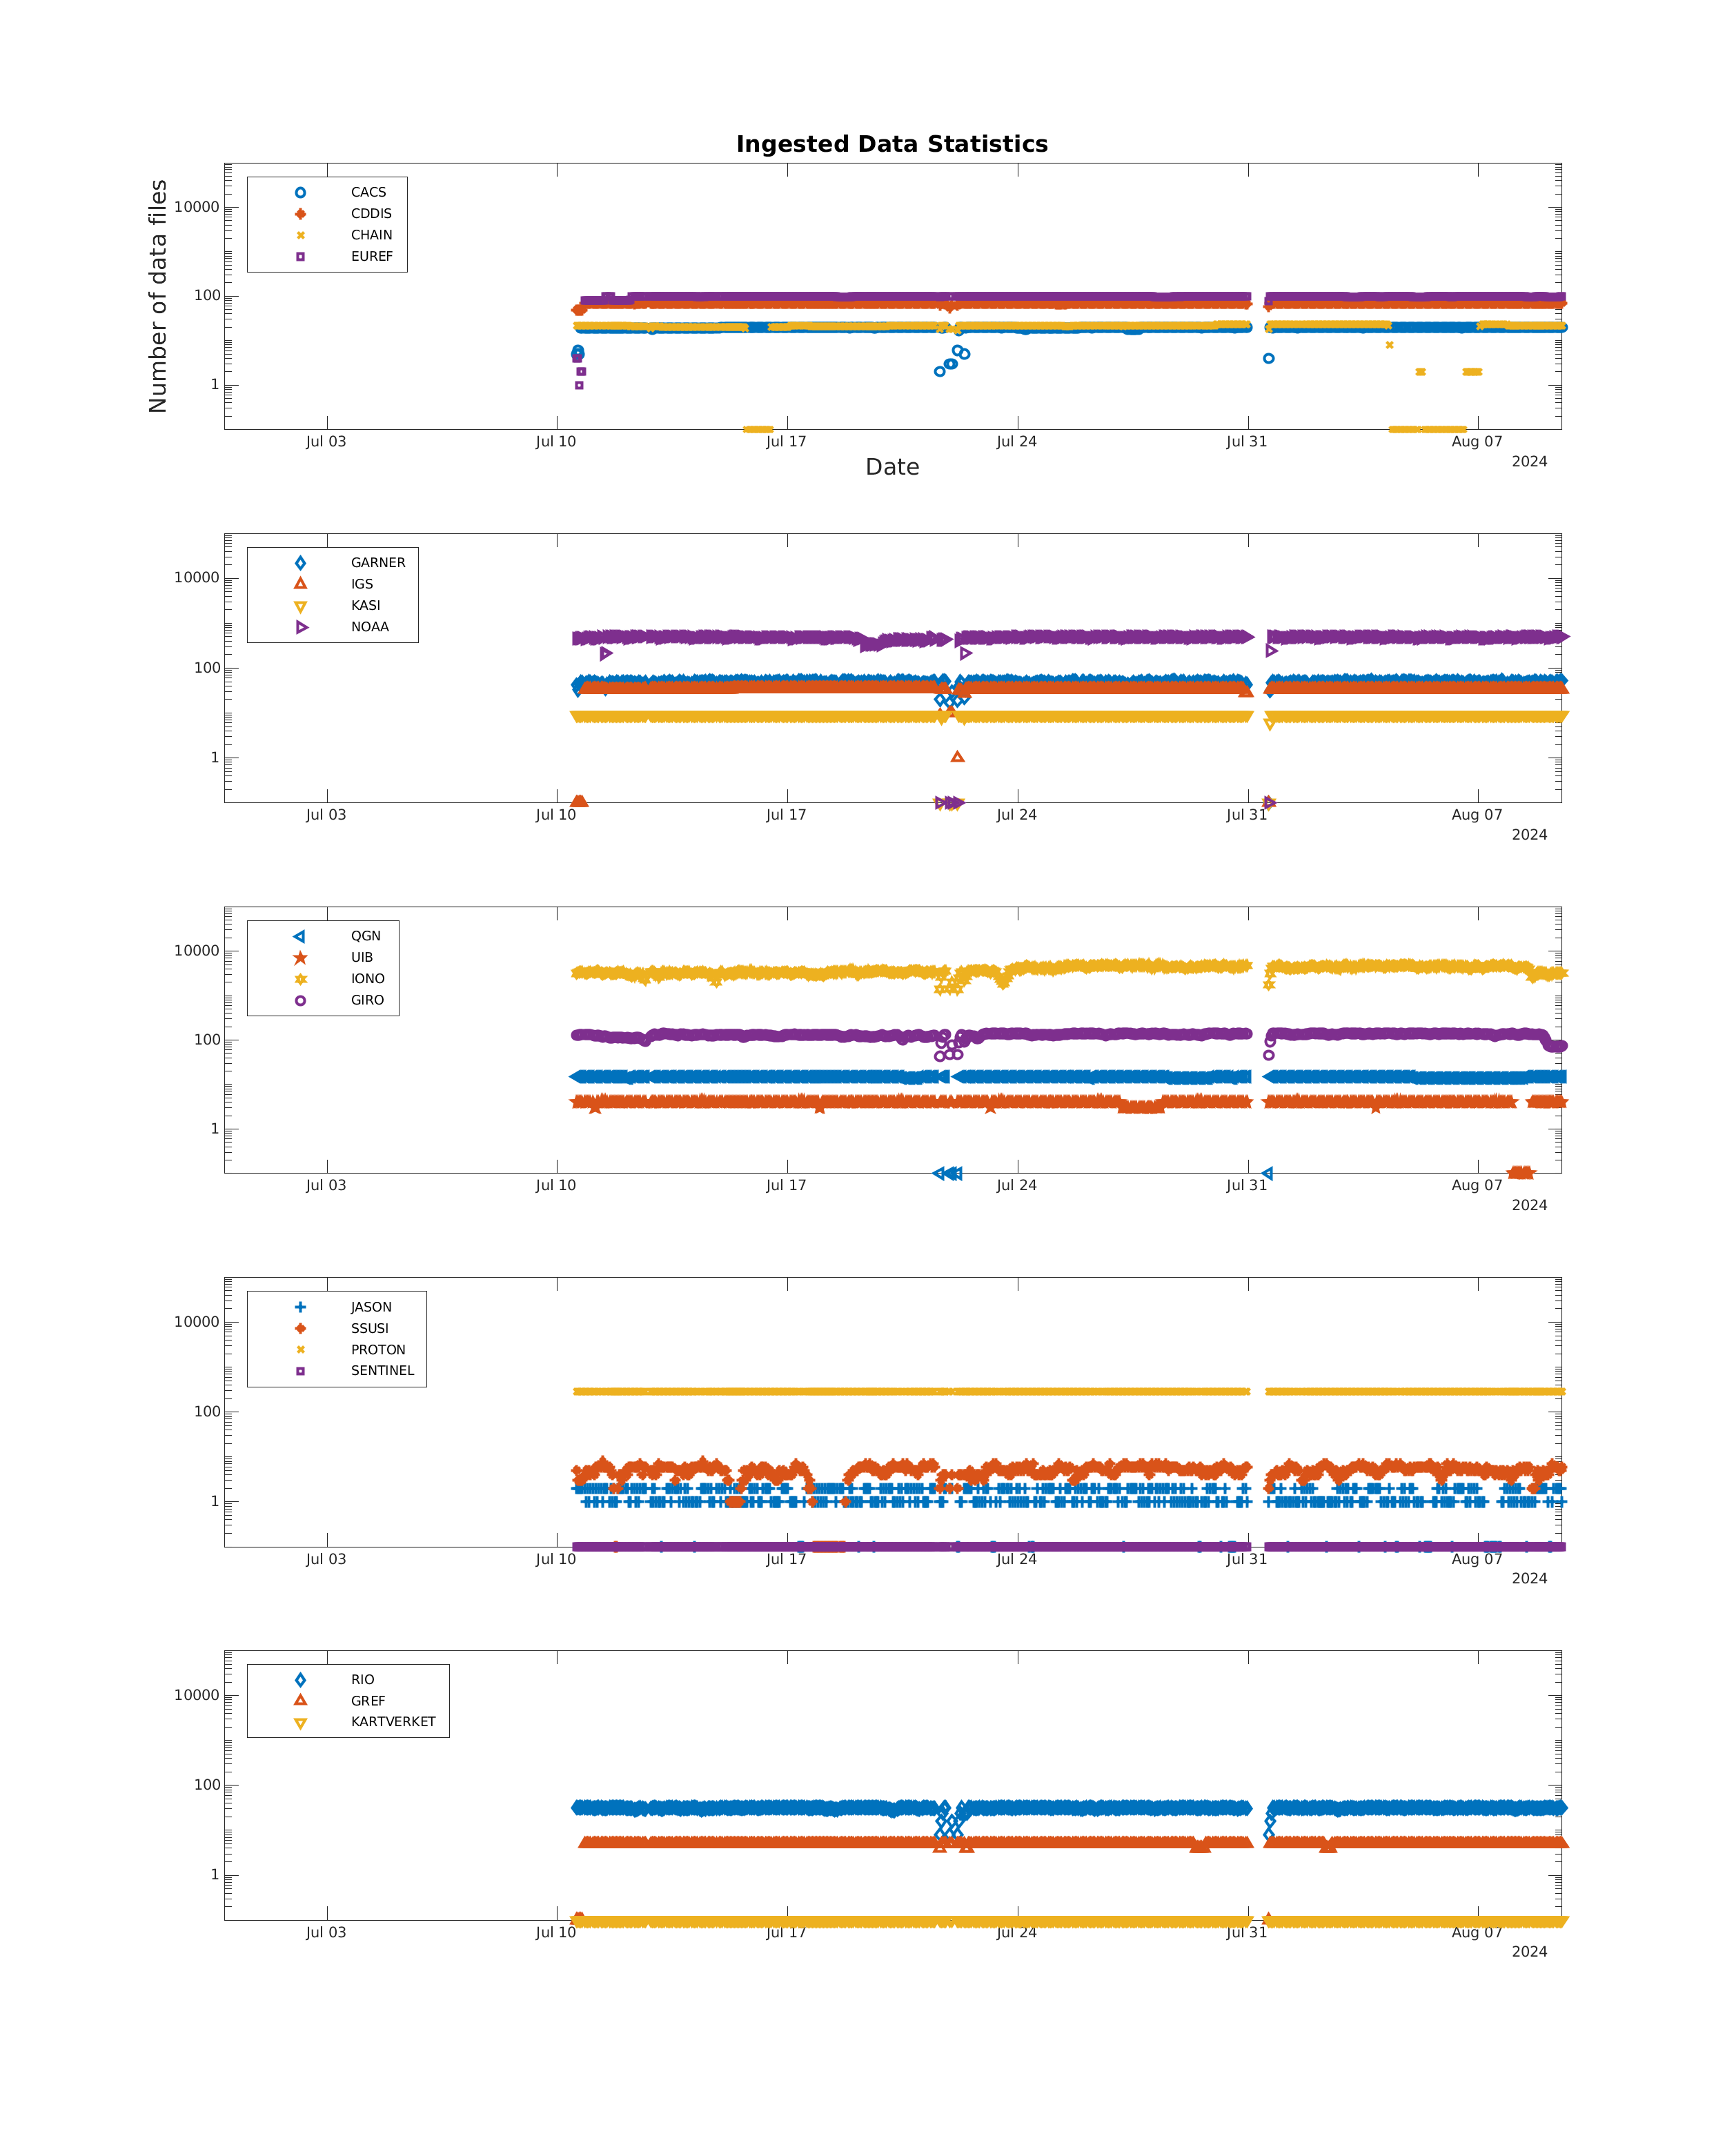 Ingested Data Statistics
Number of data files
10000
100
1
CACS
CDDIS
CHAIN
EUREF
Jul 03
Jul 10
Jul 17
Jul 24
Jul 31
Aug 07
2024
Date
10000
100
1
GARNER
IGS
KASI
NOAA
Jul 03
Jul 10
Jul 17
Jul 24
Jul 31
Aug 07
2024
10000
100
1
QGN
UIB
IONO
GIRO
Jul 03
Jul 10
Jul 17
Jul 24
Jul 31
Aug 07
2024
10000
100
1
JASON
SSUSI
PROTON
SENTINEL
Jul 03
Jul 10
Jul 17
Jul 24
Jul 31
Aug 07
2024
10000
100
1
RIO
GREF
KARTVERKET
Jul 03
Jul 10
Jul 17
Jul 24
Jul 31
Aug 07
2024